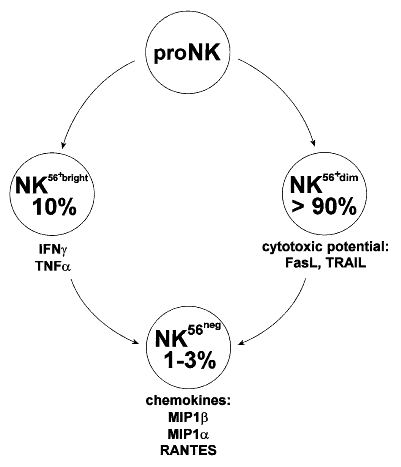 proNK
NK56+bright
10%
IFNγ
TNFα
NK56+dim
> 90%
cytotoxic potential:
FasL, TRAIL
NK56neg
1-3%
chemokines:
MIP1β
MIP1α
RANTES